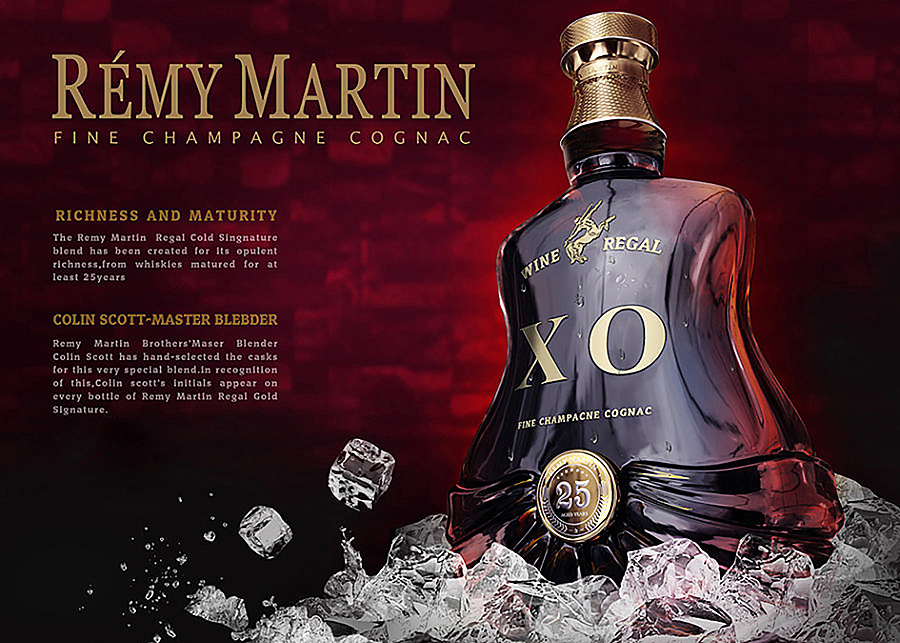 RÉMY MARTIN
FINE CHAMPAGNE COGNAC
RICHNESS AND MATURITY
The Remy Martin Regal Cold Singnature
blend has been created for its opulent
richness,from whiskies matured for at
least 25years
COLIN SCOTT-MASTER BLEBDER
Remy Martin Brothers'Maser Blender
Colin Scott has hand-selected the casks
for this very special blend.in recognition
of this,Colin scott's initials appear on
every bottle of Remy Martin Regal Gold
Signature.
WINE REGAL
XO
FINE CHAMPACNE COGNAC
25
AGED YEARS